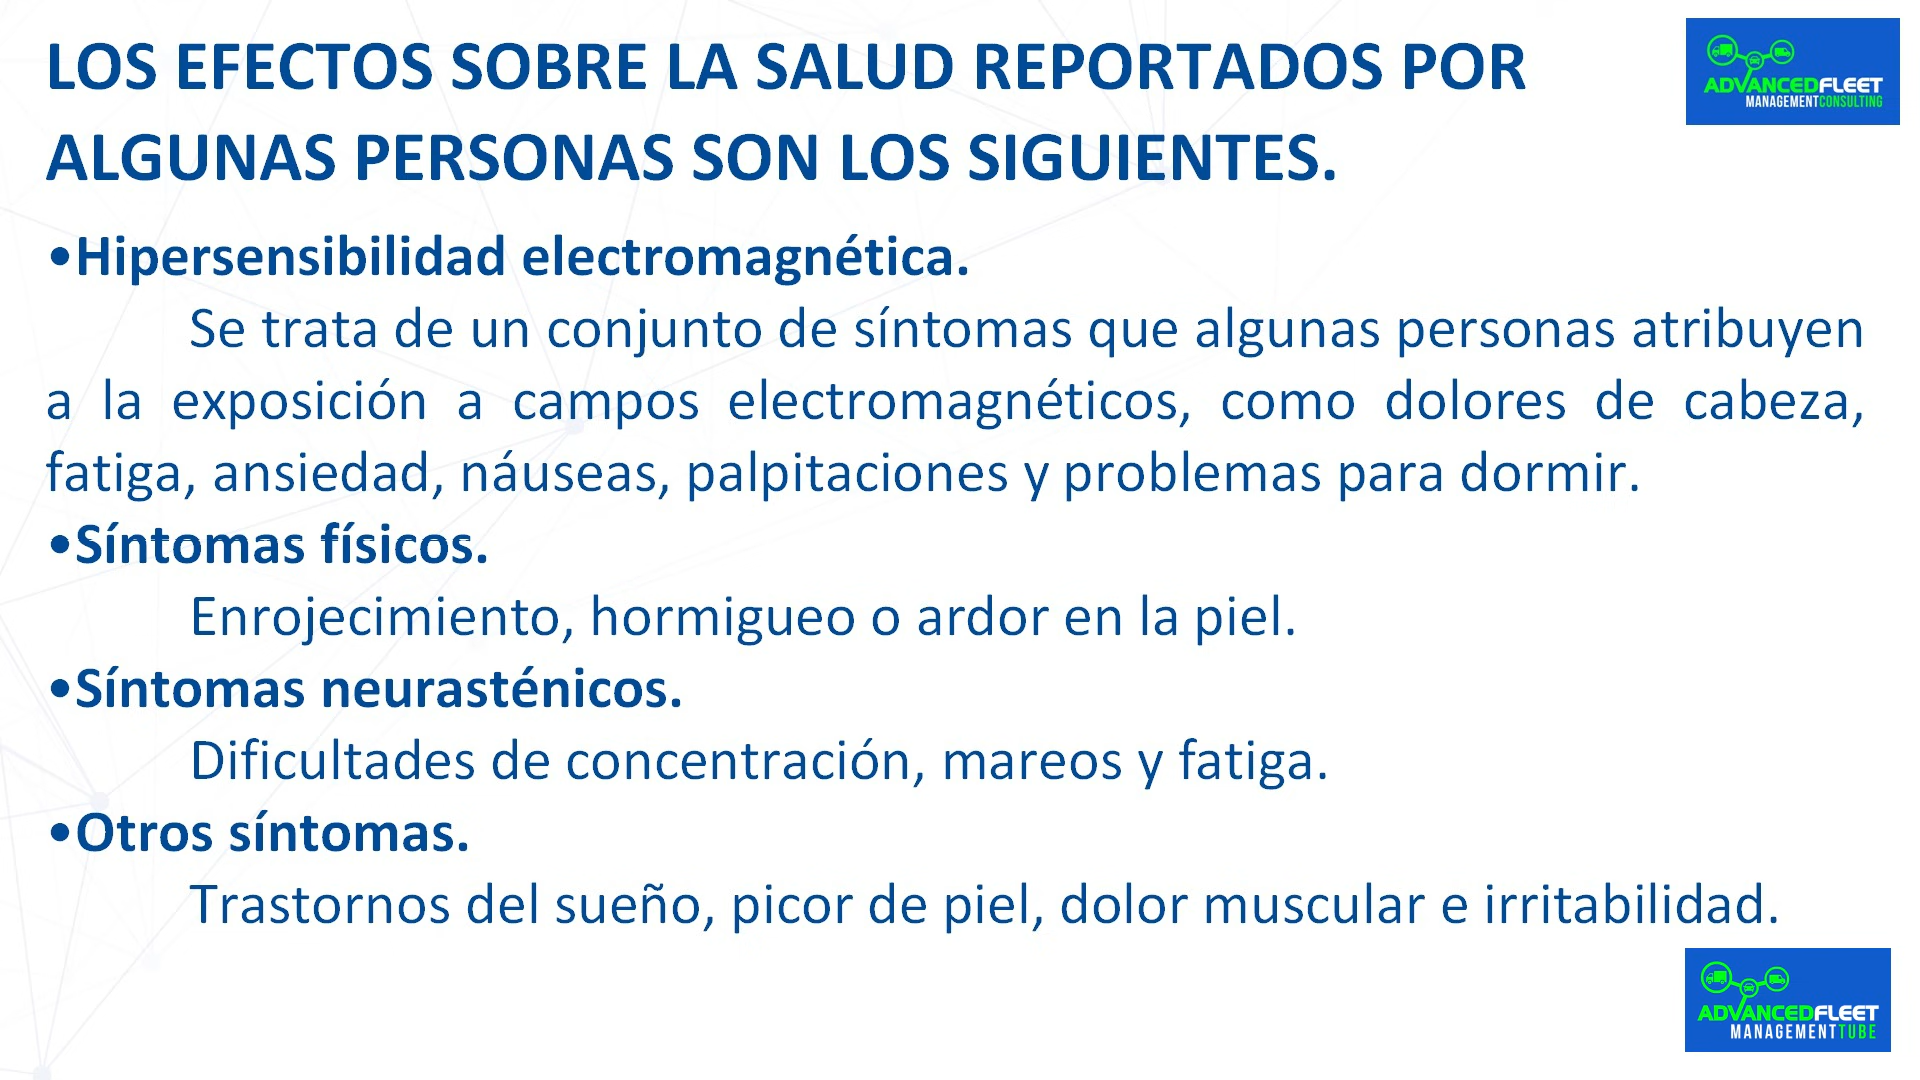 LOS EFECTOS SOBRE LA SALUD REPORTADOS POR
ALGUNAS PERSONAS SON LOS SIGUIENTES.
ADVANCEDFLEET
MANAGEMENTCONSULTING
•Hipersensibilidad electromagnética.
Se trata de un conjunto de síntomas que algunas personas atribuyen
a la exposición a campos electromagnéticos, como dolores de cabeza,
fatiga, ansiedad, náuseas, palpitaciones y problemas para dormir.
•Síntomas físicos.
Enrojecimiento, hormigueo o ardor en la piel.
•Síntomas neurasténicos.
Dificultades de concentración, mareos y fatiga.
•Otros síntomas.
Trastornos del sueño, picor de piel, dolor muscular e irritabilidad.
ADVANCEDFLEET
MANAGEMENTTUBE